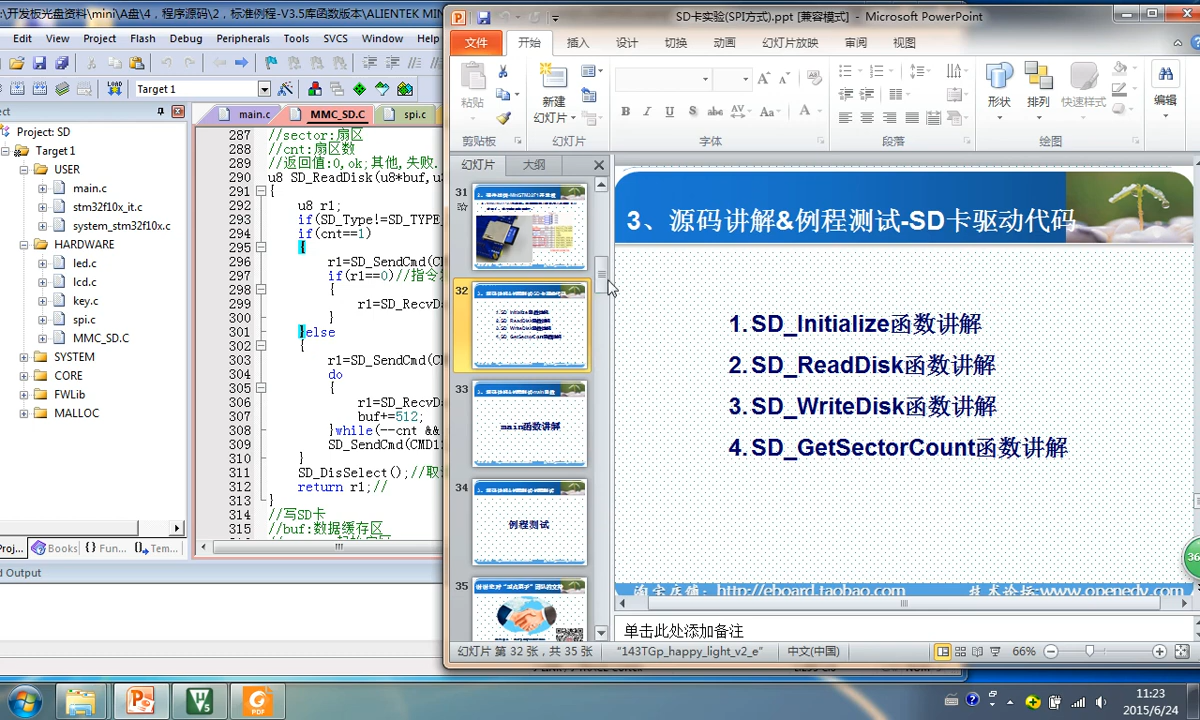 :\开发板光盘资料\mini\A盘\4，程序源码\2，标准例程-V3.5库函数版本\ALIENTEK MIN
Edit View Project Flash Debug Peripherals Tools SVCS Window Help
Target 1
ect
Project: SD
Target 1
USER
main.c
stm32f10x_it.c
system_stm32f10x.c
HARDWARE
led.c
lcd.c
key.c
spi.c
MMC_SD.C
SYSTEM
CORE
FWLib
MALLOC
Proj... Books {} Fun... Tem...
d Output
main.c MMC_SD.C spi.c
287 //sector:扇区
288 //cnt:扇区数
289 //返回值:0,ok;其他,失败.
290 u8 SD_ReadDisk(u8*buf,u3
291 {
292 u8 r1;
293 if(SD_Type!=SD_TYPE_
294 if(cnt==1)
295 {
296 r1=SD_SendCmd(CM
297 if(r1==0)//指令发
298 {
299 r1=SD_RecvDa
300 }
301 }else
302 {
303 r1=SD_SendCmd(CM
304 do
305 {
306 r1=SD_RecvDa
307 buf+=512;
308 }while(--cnt &&
309 SD_SendCmd(CMD12
310 }
311 SD_DisSelect();//取消
312 return r1;//
313 }
314 //写SD卡
315 //buf:数据缓存区
SD卡实验(SPI方式).ppt [兼容模式] - Microsoft PowerPoint
文件 开始 插入 设计 切换 动画 幻灯片放映 审阅 视图
粘贴
新建
幻灯片
B I U S abc AV Aa A
形状 排列 快速样式 编辑
剪贴板 幻灯片 字体 段落 绘图
幻灯片 大纲
31
32
33
main函数讲解
34
例程测试
35
3、源码讲解&例程测试-SD卡驱动代码
1. SD_Initialize函数讲解
2. SD_ReadDisk函数讲解
3. SD_WriteDisk函数讲解
4. SD_GetSectorCount函数讲解
淘宝店铺：http://eboard.taobao.com 技术论坛:www.openedv.com
单击此处添加备注
幻灯片 第 32 张，共 35 张 "143TGp_happy_light_v2_e" 中文(中国) 66%
36
11:23
2015/6/24